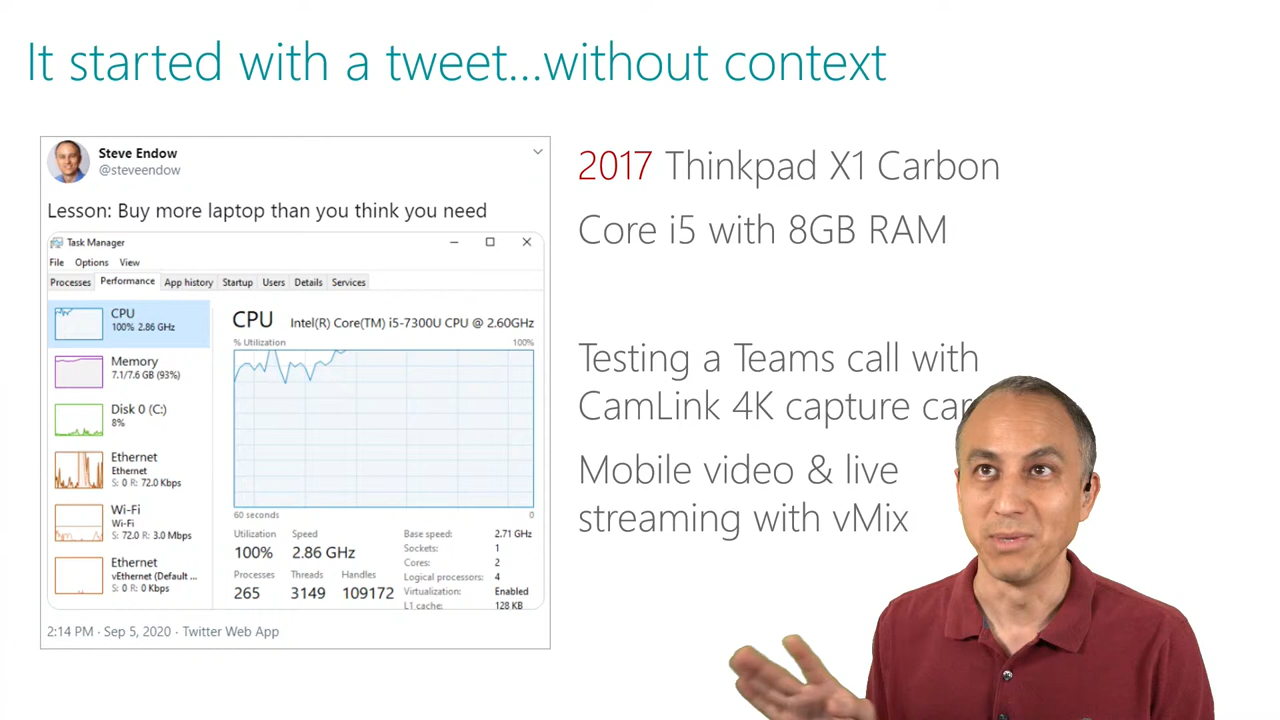 It started with a tweet...without context
Steve Endow
@steveendow
Lesson: Buy more laptop than you think you need
Task Manager
File Options View
Processes Performance App history Startup Users Details Services
CPU
100% 2.86 GHz
Memory
7.1/7.6 GB (93%)
Disk 0 (C:)
8%
Ethernet
Ethernet
S: 0 R: 72.0 Kbps
Wi-Fi
Wi-Fi
S: 72.0 R: 3.0 Mbps
Ethernet
vEthernet (Default ...
S: 0 R: 0 Kbps
CPU Intel(R) Core(TM) i5-7300U CPU @ 2.60GHz
% Utilization 100%
60 seconds 0
Utilization Speed
100% 2.86 GHz
Processes Threads Handles
265 3149 109172
Base speed: 2.71 GHz
Sockets: 1
Cores: 2
Logical processors: 4
Virtualization: Enabled
L1 cache: 128 KB
2:14 PM · Sep 5, 2020 · Twitter Web App
2017 Thinkpad X1 Carbon
Core i5 with 8GB RAM
Testing a Teams call with
CamLink 4K capture
Mobile video & live
streaming with vMix